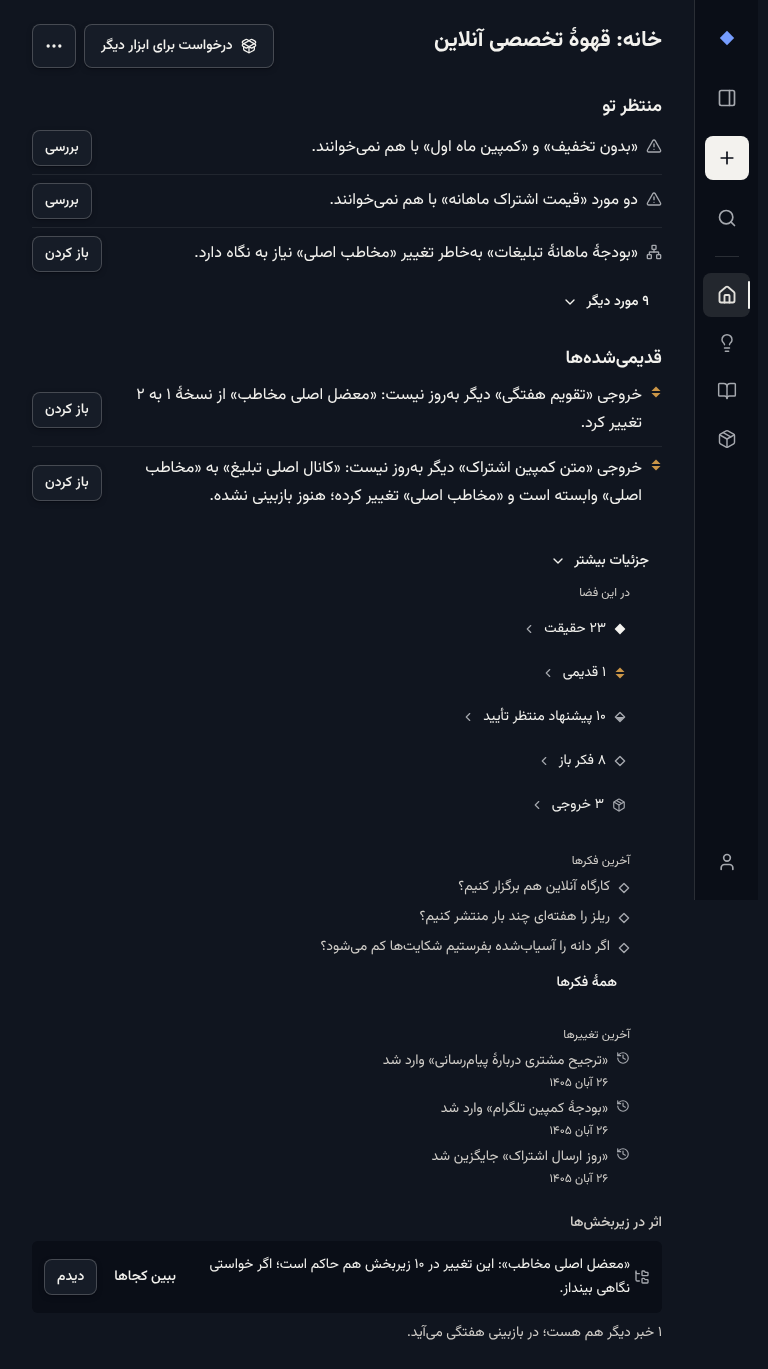 خانه: قهوهٔ تخصصی آنلاین
درخواست برای ابزار دیگر
منتظر تو
«بدون تخفیف» و «کمپین ماه اول» با هم نمی‌خوانند.
بررسی
دو مورد «قیمت اشتراک ماهانه» با هم نمی‌خوانند.
بررسی
«بودجهٔ ماهانهٔ تبلیغات» به‌خاطر تغییر «مخاطب اصلی» نیاز به نگاه دارد.
باز کردن
۹ مورد دیگر
قدیمی‌شده‌ها
خروجی «تقویم هفتگی» دیگر به‌روز نیست: «معضل اصلی مخاطب» از نسخهٔ ۱ به ۲
تغییر کرد.
باز کردن
خروجی «متن کمپین اشتراک» دیگر به‌روز نیست: «کانال اصلی تبلیغ» به «مخاطب
اصلی» وابسته است و «مخاطب اصلی» تغییر کرده؛ هنوز بازبینی نشده.
باز کردن
جزئیات بیشتر
در این فضا
۲۳ حقیقت
۱ قدیمی
۱۰ پیشنهاد منتظر تأیید
۸ فکر باز
۳ خروجی
آخرین فکرها
کارگاه آنلاین هم برگزار کنیم؟
ریلز را هفته‌ای چند بار منتشر کنیم؟
اگر دانه را آسیاب‌شده بفرستیم شکایت‌ها کم می‌شود؟
همهٔ فکرها
آخرین تغییرها
«ترجیح مشتری دربارهٔ پیام‌رسانی» وارد شد
۲۶ آبان ۱۴۰۵
«بودجهٔ کمپین تلگرام» وارد شد
۲۶ آبان ۱۴۰۵
«روز ارسال اشتراک» جایگزین شد
۲۶ آبان ۱۴۰۵
اثر در زیربخش‌ها
«معضل اصلی مخاطب»: این تغییر در ۱۰ زیربخش هم حاکم است؛ اگر خواستی
نگاهی بینداز.
ببین کجاها
دیدم
۱ خبر دیگر هم هست؛ در بازبینی هفتگی می‌آید.